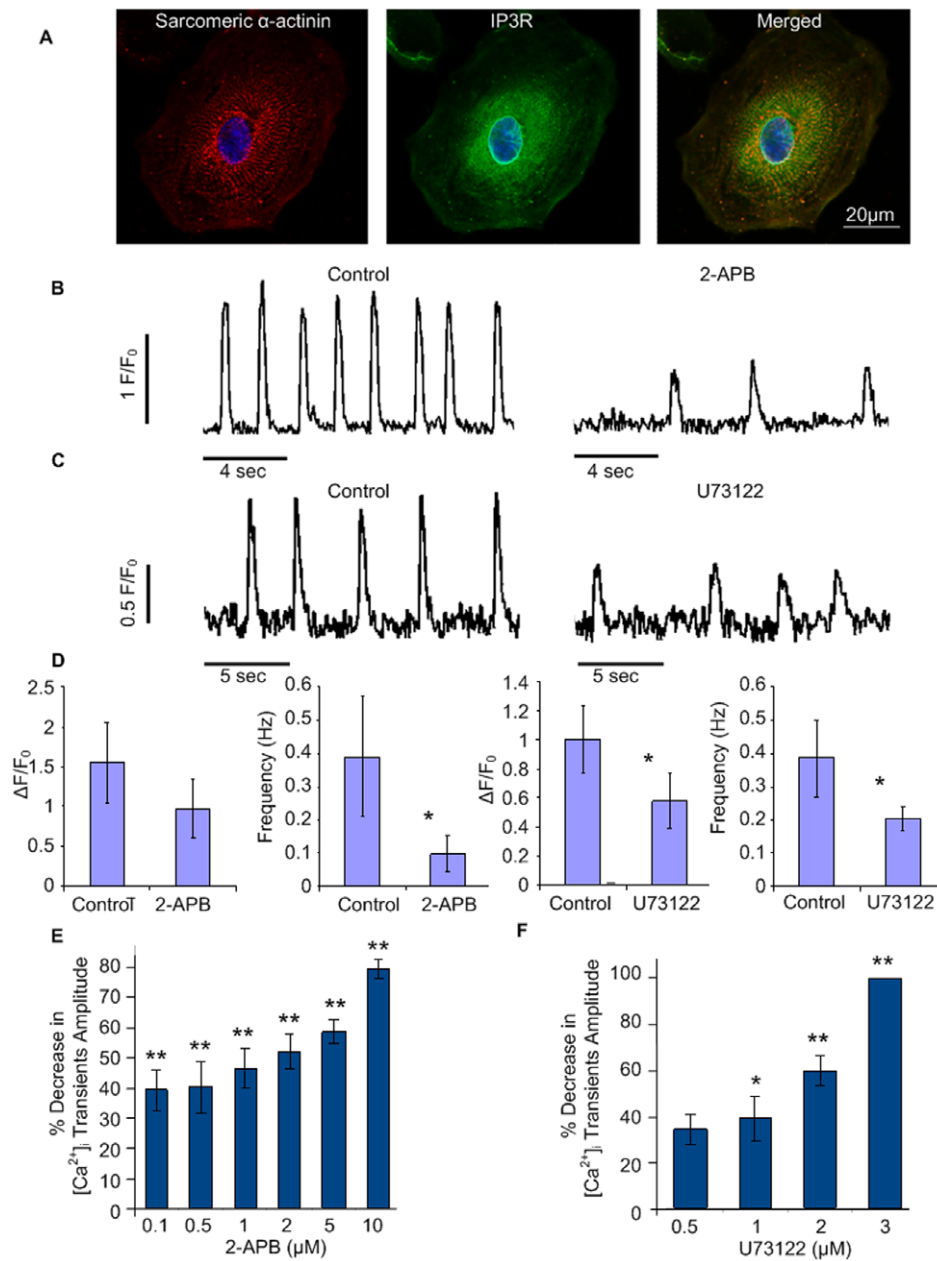 A
Sarcomeric α-actinin
IP3R
Merged
20μm
B
Control
2-APB
1 F/F0
4 sec
4 sec
C
Control
U73122
0.5 F/F0
5 sec
5 sec
D
ΔF/F0
2.5
2
1.5
1
0.5
0
Control
2-APB
Frequency (Hz)
0.6
0.5
0.4
0.3
0.2
0.1
0
*
Control
2-APB
ΔF/F0
1.4
1.2
1
0.8
0.6
0.4
0.2
0
*
Control
U73122
Frequency (Hz)
0.6
0.5
0.4
0.3
0.2
0.1
0
*
Control
U73122
E
% Decrease in
[Ca2+]i Transients Amplitude
80
70
60
50
40
30
20
10
0
** ** ** ** ** **
0.1 0.5 1 2 5 10
2-APB (μM)
F
% Decrease in
[Ca2+]i Transients Amplitude
100
80
60
40
20
0
* ** **
0.5 1 2 3
U73122 (μM)